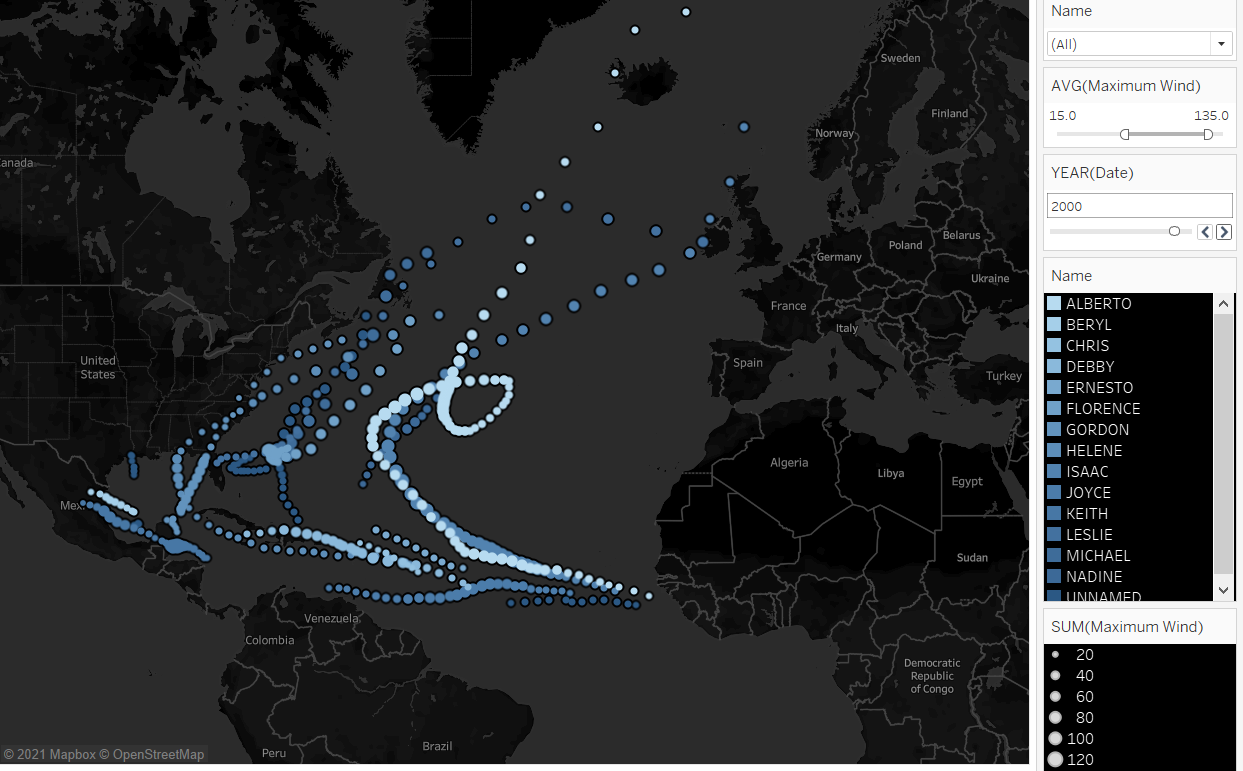 Name
(All)
AVG(Maximum Wind)
15.0 135.0
YEAR(Date)
2000
Name
ALBERTO
BERYL
CHRIS
DEBBY
ERNESTO
FLORENCE
GORDON
HELENE
ISAAC
JOYCE
KEITH
LESLIE
MICHAEL
NADINE
UNNAMED
SUM(Maximum Wind)
20
40
60
80
100
120
Sweden
Finland
Norway
anada
Belarus
Poland
Germany
Ukraine
France
Italy
United
States
Spain
Turkey
Algeria
Libya
Egypt
Mex
Sudan
Venezuela
Colombia
Democratic
Republic
of Congo
Peru
Brazil
© 2021 Mapbox © OpenStreetMap